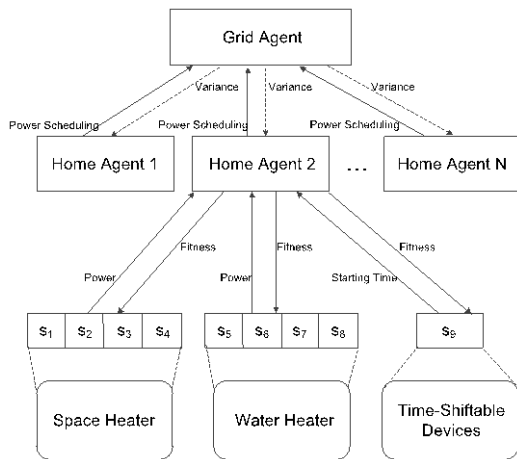 Grid Agent
Variance
Variance
Variance
Power Scheduling
Power Scheduling
Power Scheduling
Home Agent 1
Home Agent 2
...
Home Agent N
Fitness
Fitness
Fitness
Power
Power
Starting Time
s1 s2 s3 s4
s5 s6 s7 s8
s9
Space Heater
Water Heater
Time-Shiftable
Devices